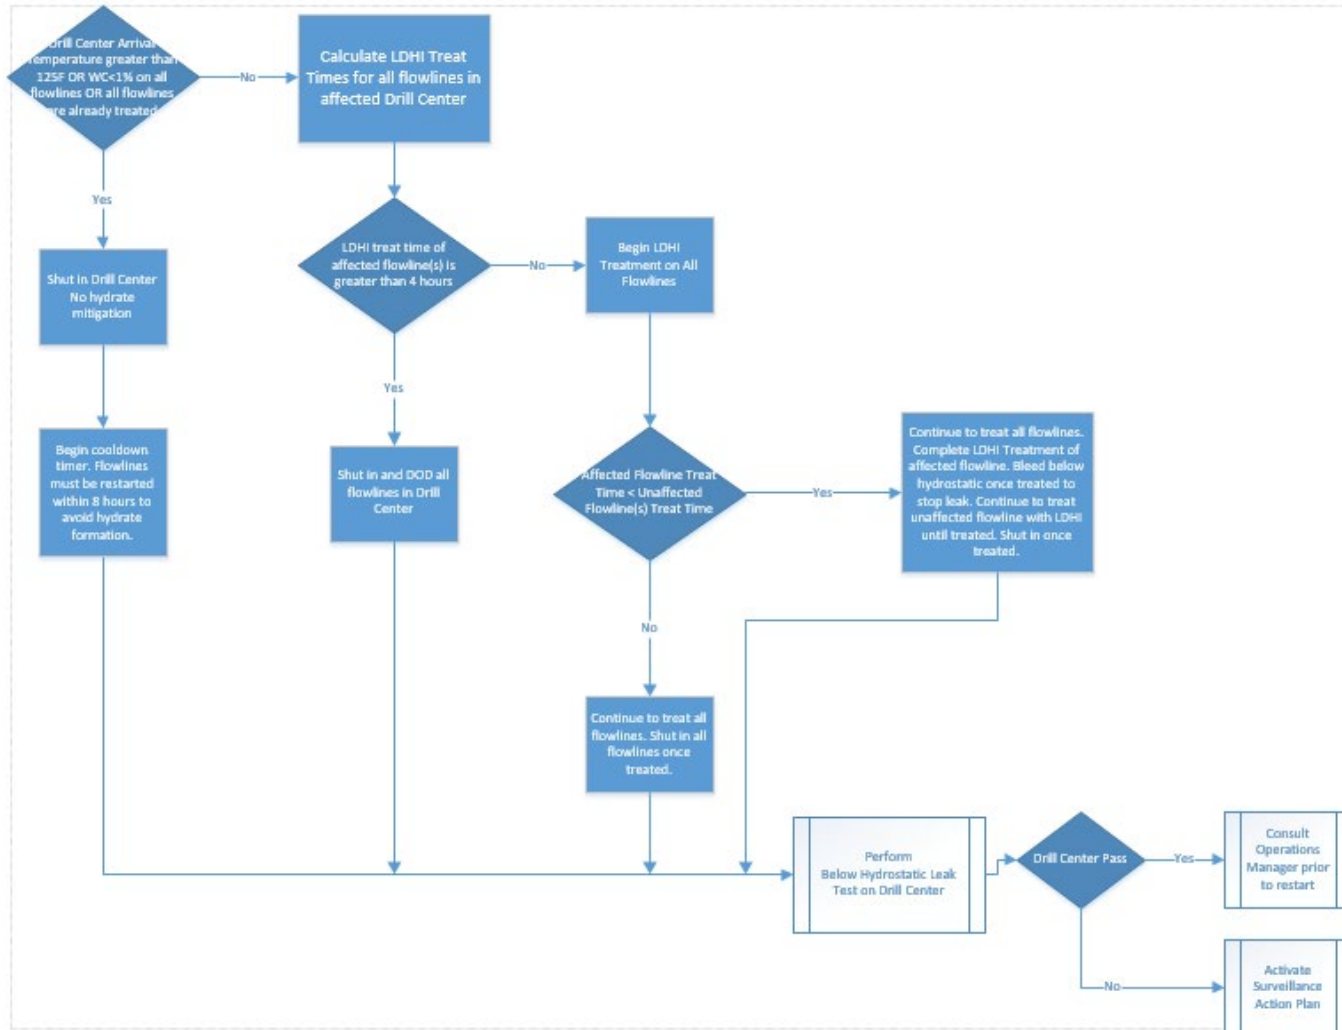 Drill Center Arrival
Temperature greater than
125F OR WC<1% on all
flowlines OR all flowlines
are already treated
No
Calculate LDHI Treat
Times for all flowlines in
affected Drill Center
Yes
LDHI treat time of
affected flowline(s) is
greater than 4 hours
No
Begin LDHI
Treatment on All
Flowlines
Shut in Drill Center
No hydrate
mitigation
Yes
Begin cooldown
timer. Flowlines
must be restarted
within 8 hours to
avoid hydrate
formation.
Shut in and DOD all
flowlines in Drill
Center
Affected Flowline Treat
Time < Unaffected
Flowline(s) Treat Time
Yes
Continue to treat all flowlines.
Complete LDHI Treatment of
affected flowline. Bleed below
hydrostatic once treated to
stop leak. Continue to treat
unaffected flowline with LDHI
until treated. Shut in once
treated.
No
Continue to treat all
flowlines. Shut in all
flowlines once
treated.
Perform
Below Hydrostatic Leak
Test on Drill Center
Drill Center Pass
Yes
Consult
Operations
Manager prior
to restart
No
Activate
Surveillance
Action Plan